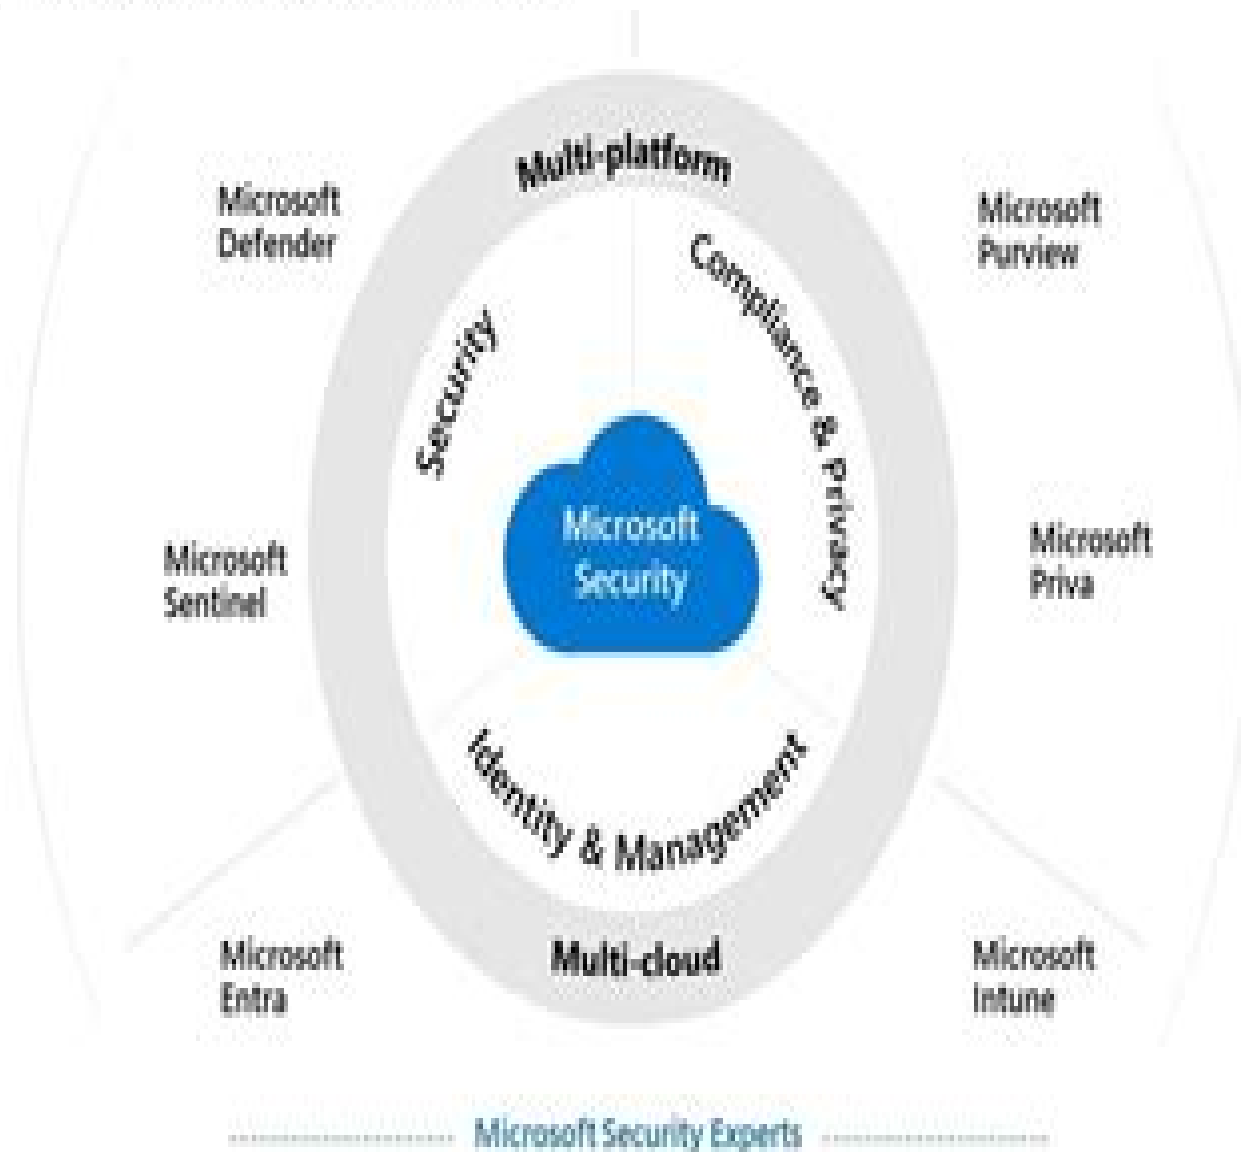 Multi-platform
Microsoft
Defender
Microsoft
Purview
Security
Compliance & Privacy
Microsoft
Security
Microsoft
Sentinel
Microsoft
Priva
Identity & Management
Multi-cloud
Microsoft
Entra
Microsoft
Intune
Microsoft Security Experts